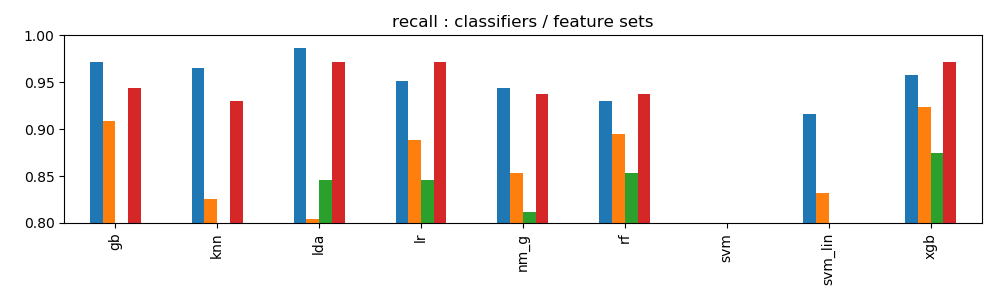 recall : classifiers / feature sets
1.00
0.95
0.90
0.85
0.80
gb
knn
lda
lr
nm_g
rf
svm
svm_lin
xgb